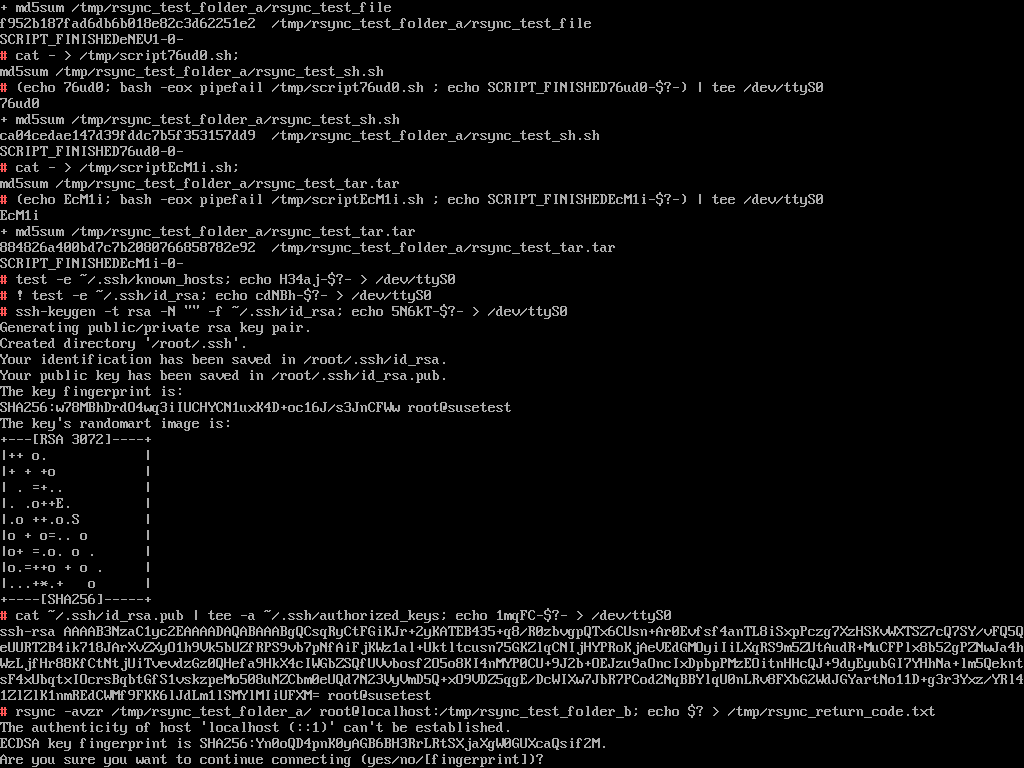 + md5sum /tmp/rsync_test_folder_a/rsync_test_file
f952b187fad6db6b018e82c3d62251e2  /tmp/rsync_test_folder_a/rsync_test_file
SCRIPT_FINISHEDeNEV1-0-
# cat - > /tmp/script76ud0.sh;
md5sum /tmp/rsync_test_folder_a/rsync_test_sh.sh
# (echo 76ud0; bash -eox pipefail /tmp/script76ud0.sh ; echo SCRIPT_FINISHED76ud0-$?-) | tee /dev/ttyS0
76ud0
+ md5sum /tmp/rsync_test_folder_a/rsync_test_sh.sh
ca04cedae147d39fddc7b5f353157dd9  /tmp/rsync_test_folder_a/rsync_test_sh.sh
SCRIPT_FINISHED76ud0-0-
# cat - > /tmp/scriptEcM1i.sh;
md5sum /tmp/rsync_test_folder_a/rsync_test_tar.tar
# (echo EcM1i; bash -eox pipefail /tmp/scriptEcM1i.sh ; echo SCRIPT_FINISHEDEcM1i-$?-) | tee /dev/ttyS0
EcM1i
+ md5sum /tmp/rsync_test_folder_a/rsync_test_tar.tar
884826a400bd7c7b2080766858782e92  /tmp/rsync_test_folder_a/rsync_test_tar.tar
SCRIPT_FINISHEDEcM1i-0-
# test -e ~/.ssh/known_hosts; echo H34aj-$?- > /dev/ttyS0
# ! test -e ~/.ssh/id_rsa; echo cdNBh-$?- > /dev/ttyS0
# ssh-keygen -t rsa -N "" -f ~/.ssh/id_rsa; echo 5N6kT-$?- > /dev/ttyS0
Generating public/private rsa key pair.
Created directory '/root/.ssh'.
Your identification has been saved in /root/.ssh/id_rsa.
Your public key has been saved in /root/.ssh/id_rsa.pub.
The key fingerprint is:
SHA256:w78MBhDrdO4wq3iIUCHYCN1uxK4D+oc16J/s3JnCFWw root@susetest
The key's randomart image is:
+---[RSA 3072]----+
|++ o.            |
|+ + +o           |
| . =+..          |
|. .o++E.         |
|.o ++.o.S        |
|o + o=.. o       |
|o+ =.o. o .      |
|o.=++o + o .     |
|...+*.+   o      |
+----[SHA256]-----+
# cat ~/.ssh/id_rsa.pub | tee -a ~/.ssh/authorized_keys; echo 1mqFC-$?- > /dev/ttyS0
ssh-rsa AAAAB3NzaC1yc2EAAAADAQABAAABgQCsqRyCtFGiKJr+2yKATEB435+q8/R0zbvgpQTx6CUsn+Ar0Evfsf4anTL8iSxpPczg7XzHSKvWXTSZ7cQ7SY/vFQ5Q
eUURT2B4ik718JArXvZXyO1h9Vk5bUZfRPS9vb7pNfAiFjKWz1al+Uktltcusn75GKZlqCNIjHYPRoKjAeVEdGMOyiIiLXqRS9m5ZUtAudR+MuCFPlx8b52gPZNwJa4h
WzLjfHr88KfCtNtjUiTvevdzGz0QHefa9HkX4cIWGbZSQfUVvbosf2O5o8KI4nMYP0CU+9J2b+OEJzu9aOncIxDpbpPMzEOitnHHcQJ+9dyEyubGI7YHhNa+lm5Qeknt
sF4xUbqtxIOcrsBqbtGfS1vskzpeMo508uNZCbm0eUQd7N23VyVmD5Q+xO9VDZ5qgE/DcWIXw7JbR7PCod2NqBBYlqU0nLRv8FXbG2WdJGYartNo11D+g3r3Yxz/YRl4
1ZlZlK1nmREdCWMf9FKK6lJdLm1lSMYlMIiUFXM= root@susetest
# rsync -avzr /tmp/rsync_test_folder_a/ root@localhost:/tmp/rsync_test_folder_b; echo $? > /tmp/rsync_return_code.txt
The authenticity of host 'localhost (::1)' can't be established.
ECDSA key fingerprint is SHA256:Yn0oQD4pnK0yAGB6BH3RrLRtSXjaXgW0GUXcaQsif2M.
Are you sure you want to continue connecting (yes/no/[fingerprint])?